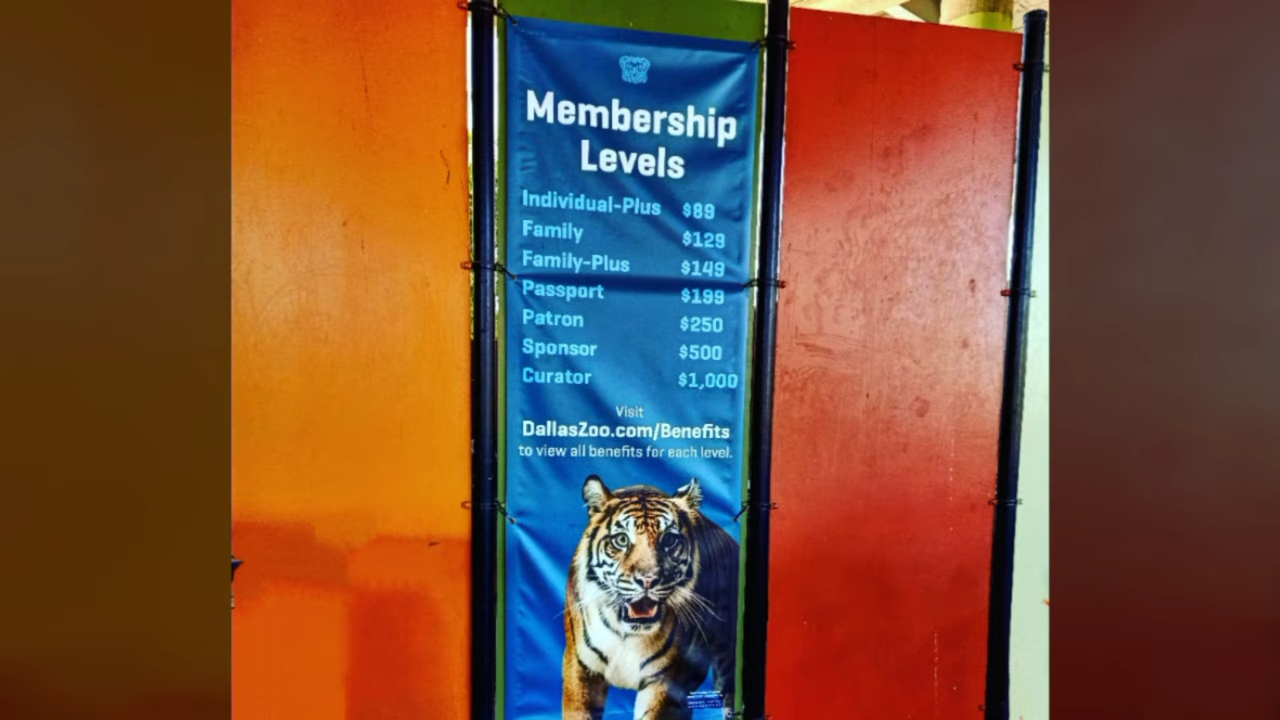 Membership
Levels
Individual-Plus $89
Family $129
Family-Plus $149
Passport $199
Patron $250
Sponsor $500
Curator $1,000
Visit
DallasZoo.com/Benefits
to view all benefits for each level.